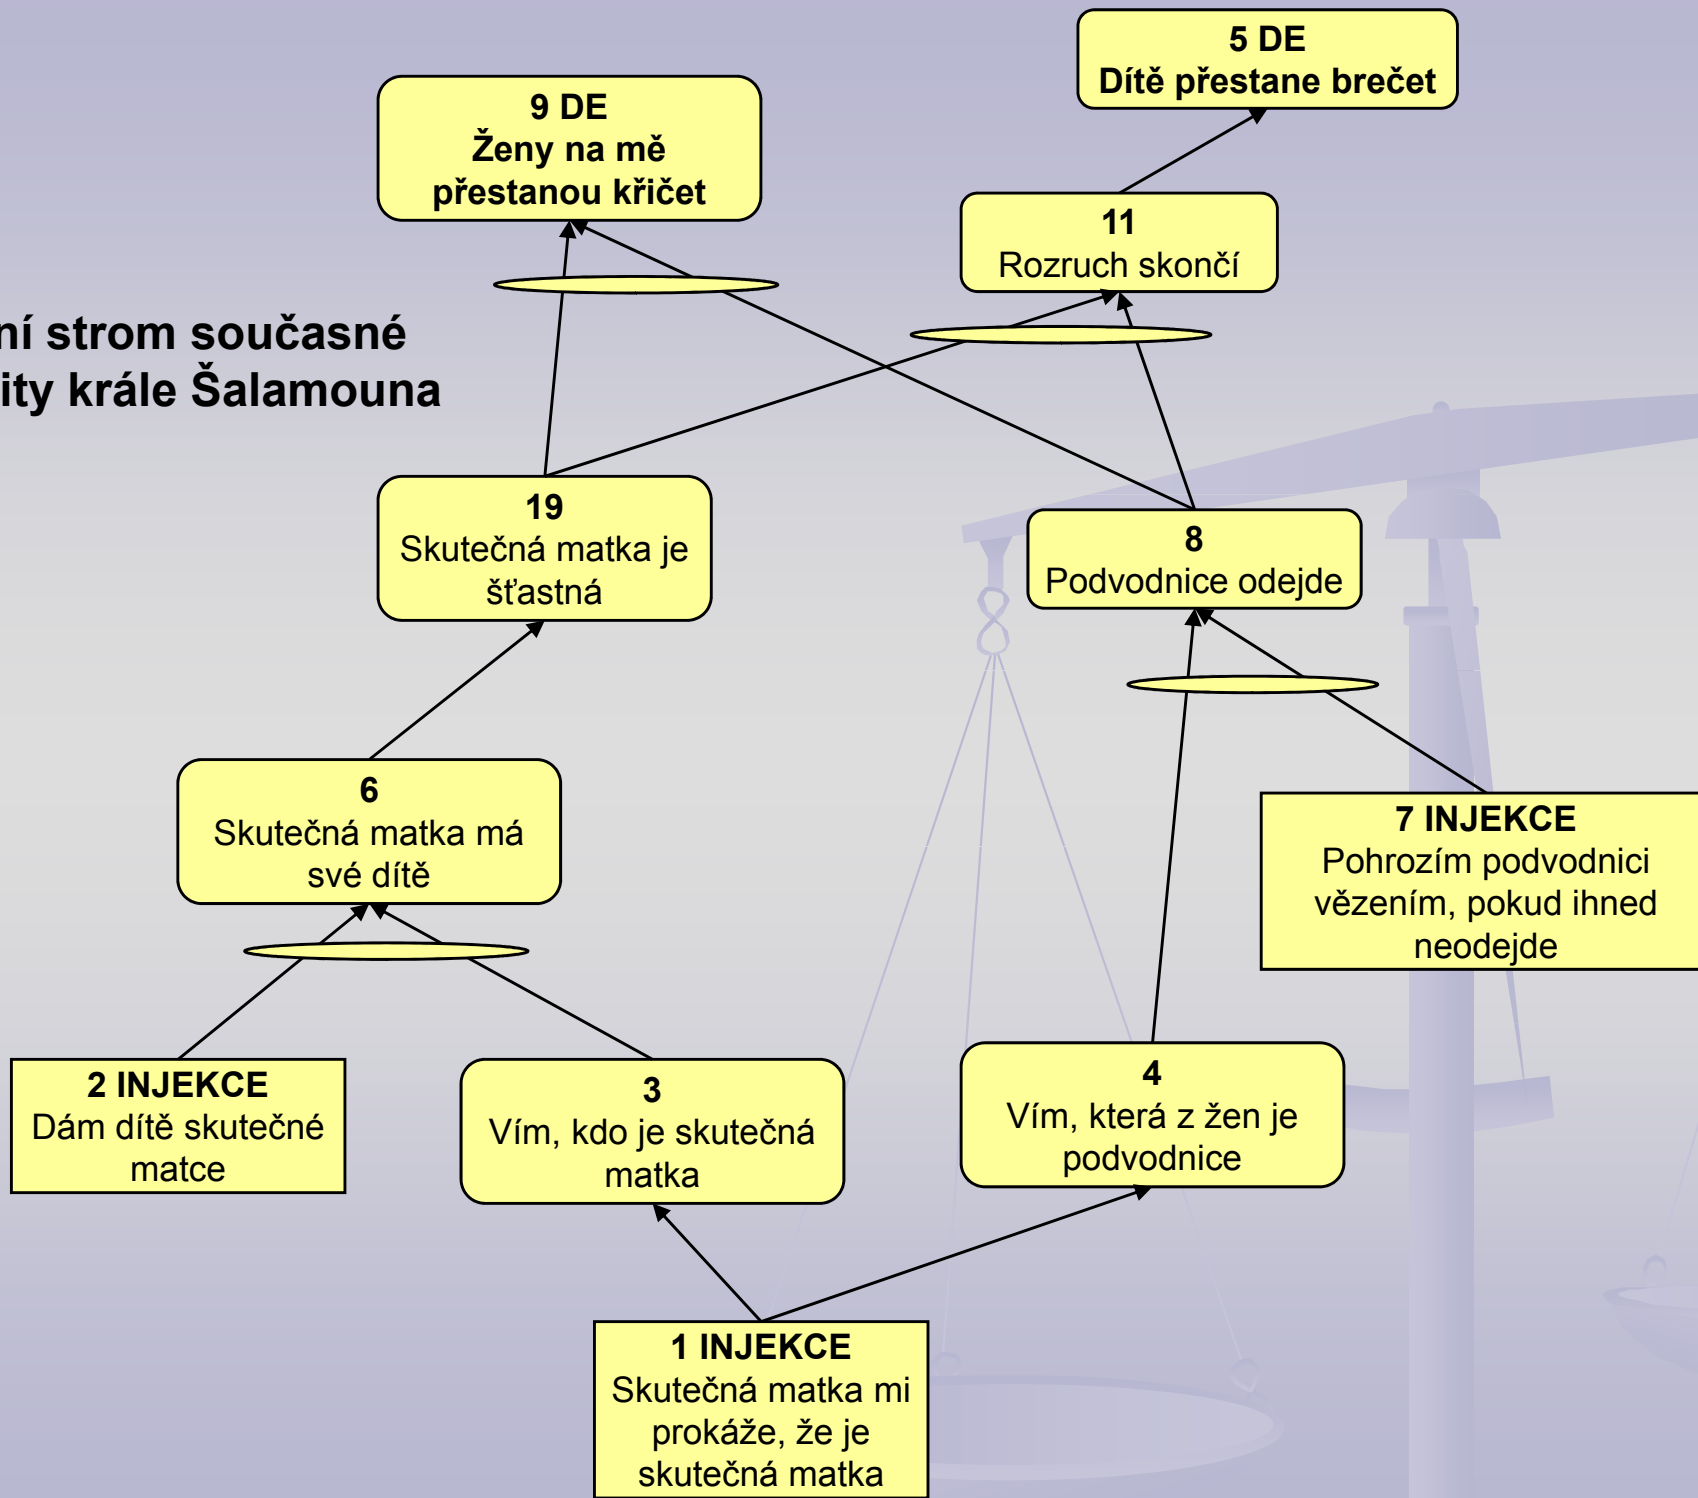 5 DE
Dítě přestane brečet
9 DE
Ženy na mě
přestanou křičet
11
Rozruch skončí
ní strom současné
ity krále Šalamouna
19
Skutečná matka je
šťastná
8
Podvodnice odejde
6
Skutečná matka má
své dítě
7 INJEKCE
Pohrozím podvodnici
vězením, pokud ihned
neodejde
2 INJEKCE
Dám dítě skutečné
matce
3
Vím, kdo je skutečná
matka
4
Vím, která z žen je
podvodnice
1 INJEKCE
Skutečná matka mi
prokáže, že je
skutečná matka